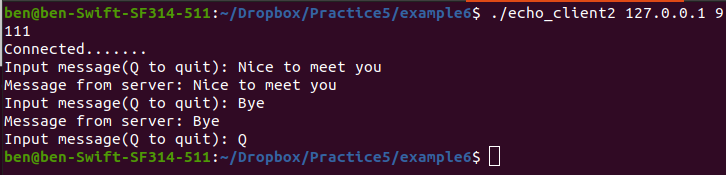 ben@ben-Swift-SF314-511:~/Dropbox/Practice5/example6$ ./echo_client2 127.0.0.1 9
111
Connected.......
Input message(Q to quit): Nice to meet you
Message from server: Nice to meet you
Input message(Q to quit): Bye
Message from server: Bye
Input message(Q to quit): Q
ben@ben-Swift-SF314-511:~/Dropbox/Practice5/example6$